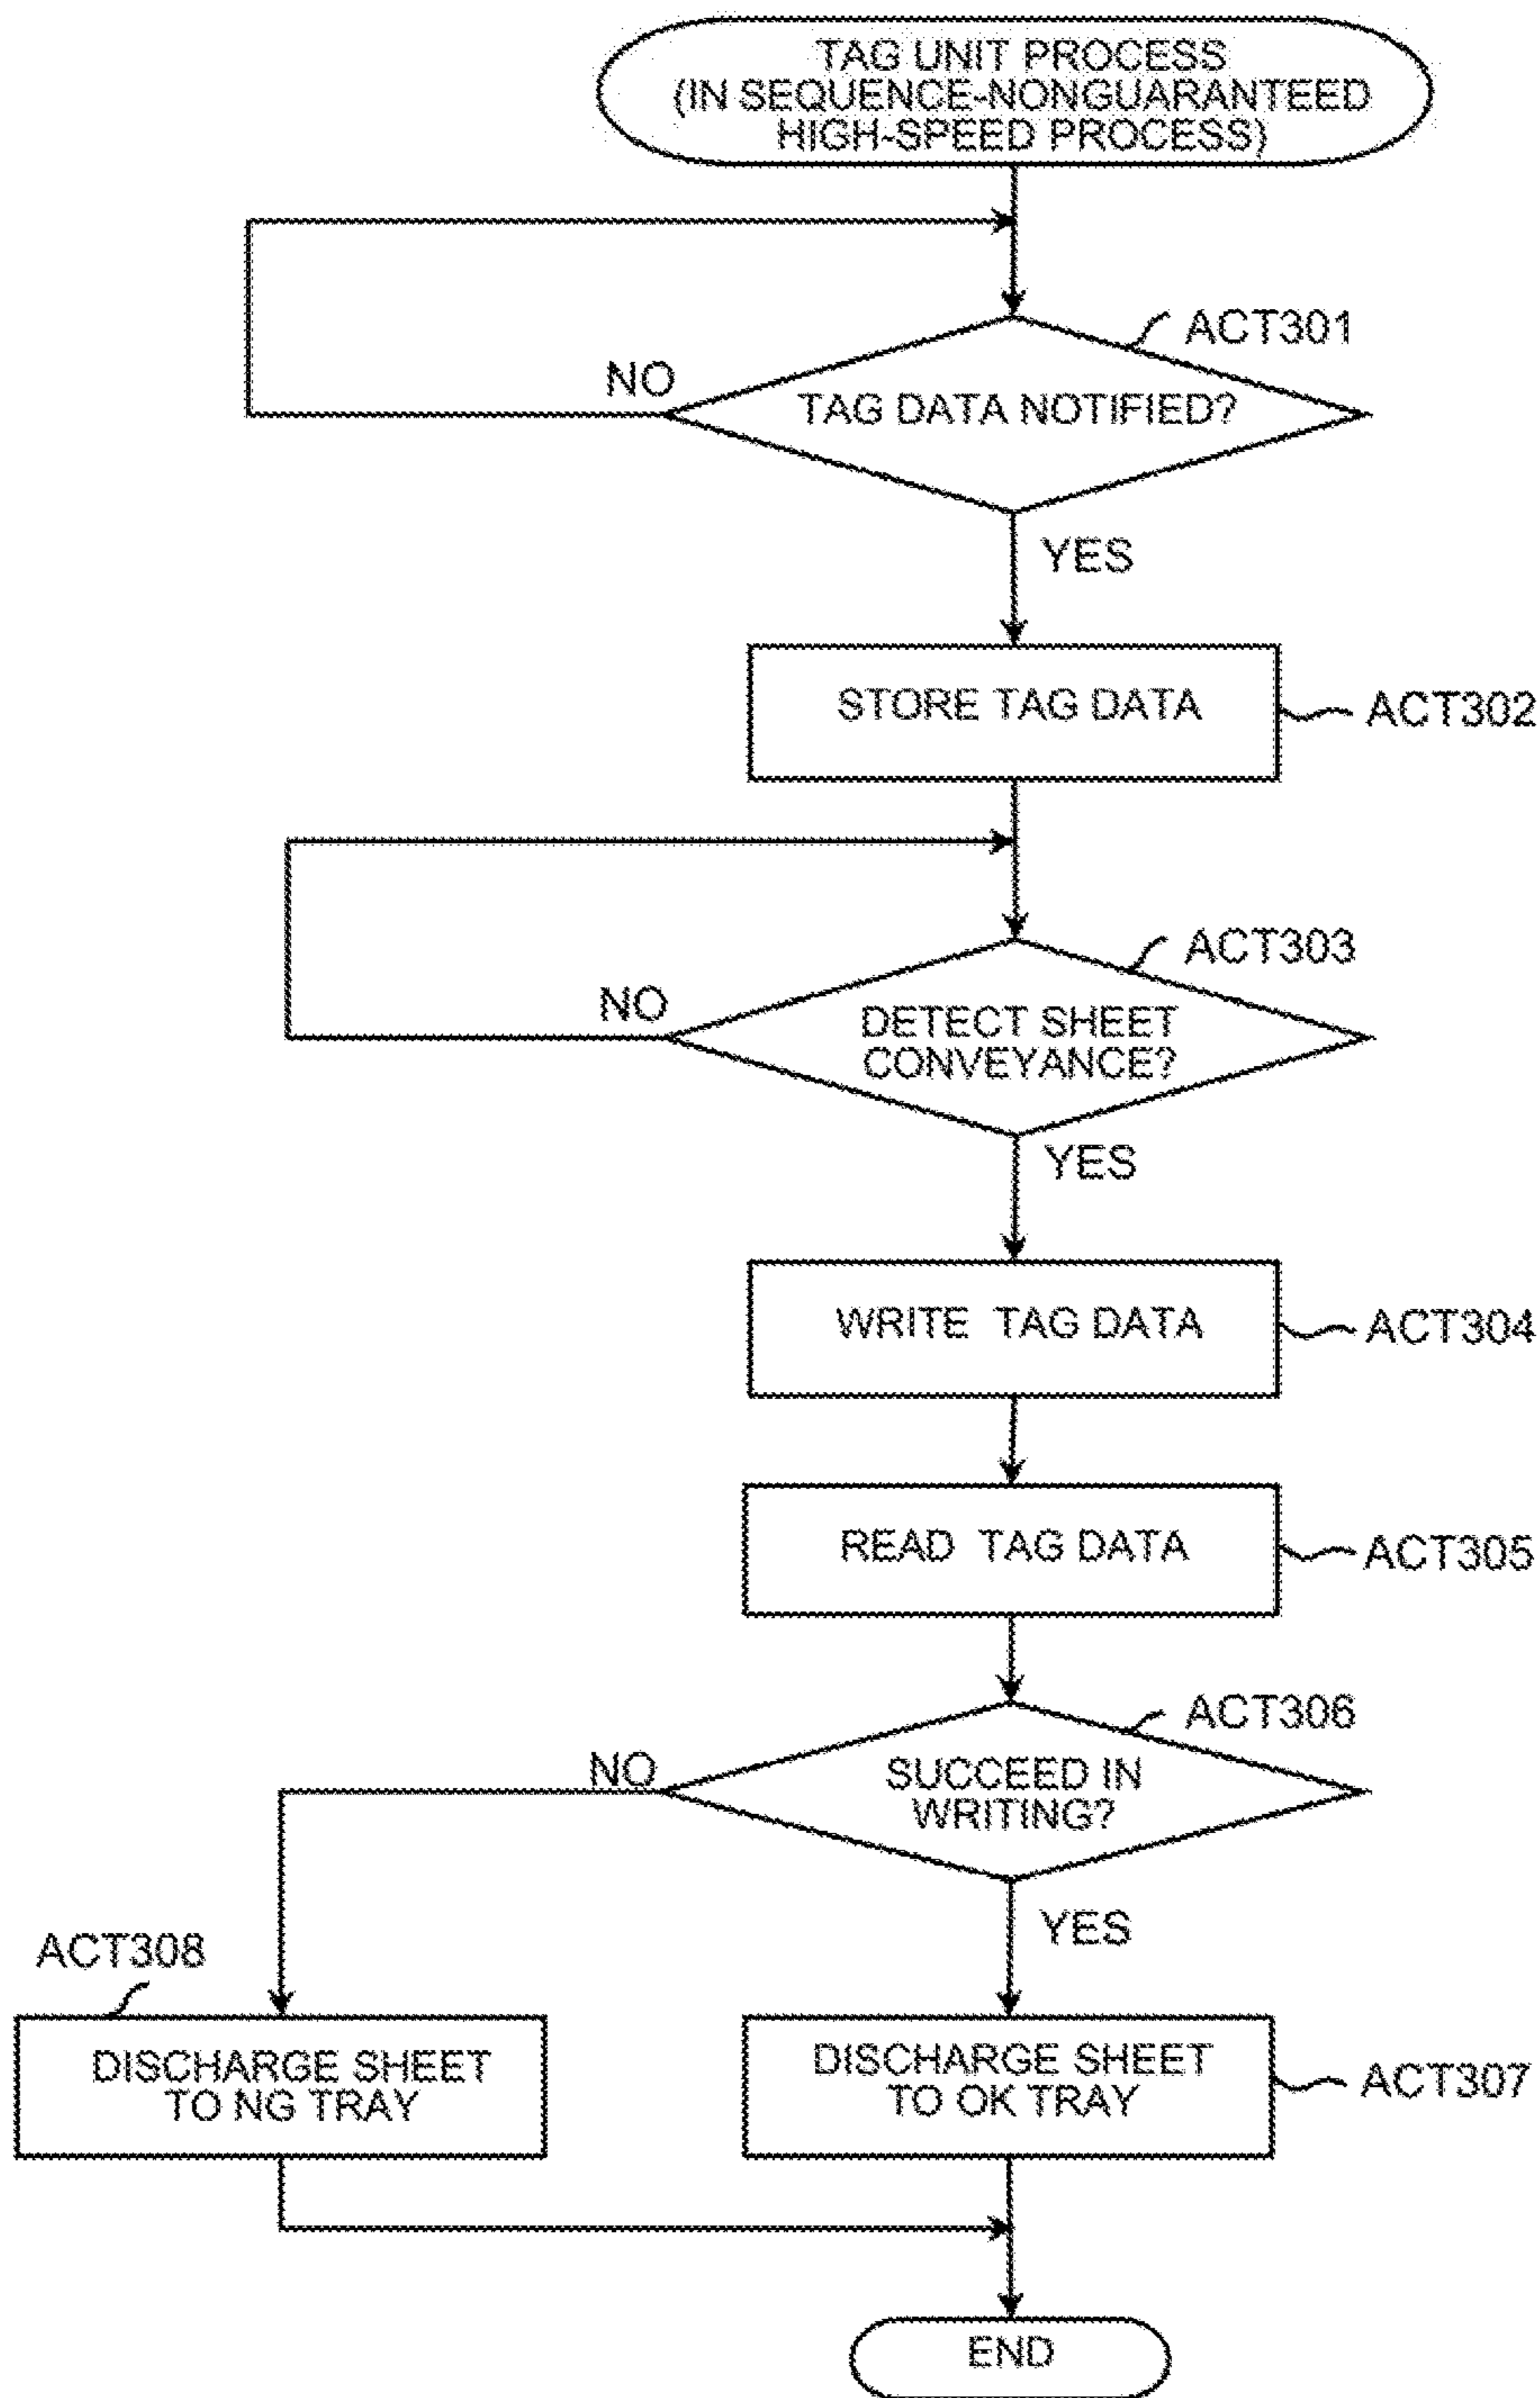 TAG UNIT PROCESS
(IN SEQUENCE-NONGUARANTEED
HIGH-SPEED PROCESS)
ACT301
NO
TAG DATA NOTIFIED?
YES
STORE TAG DATA
ACT302
ACT303
NO
DETECT SHEET
CONVEYANCE?
YES
WRITE TAG DATA
ACT304
READ TAG DATA
ACT305
ACT306
NO
SUCCEED IN
WRITING?
YES
ACT308
DISCHARGE SHEET
TO NG TRAY
DISCHARGE SHEET
TO OK TRAY
ACT307
END